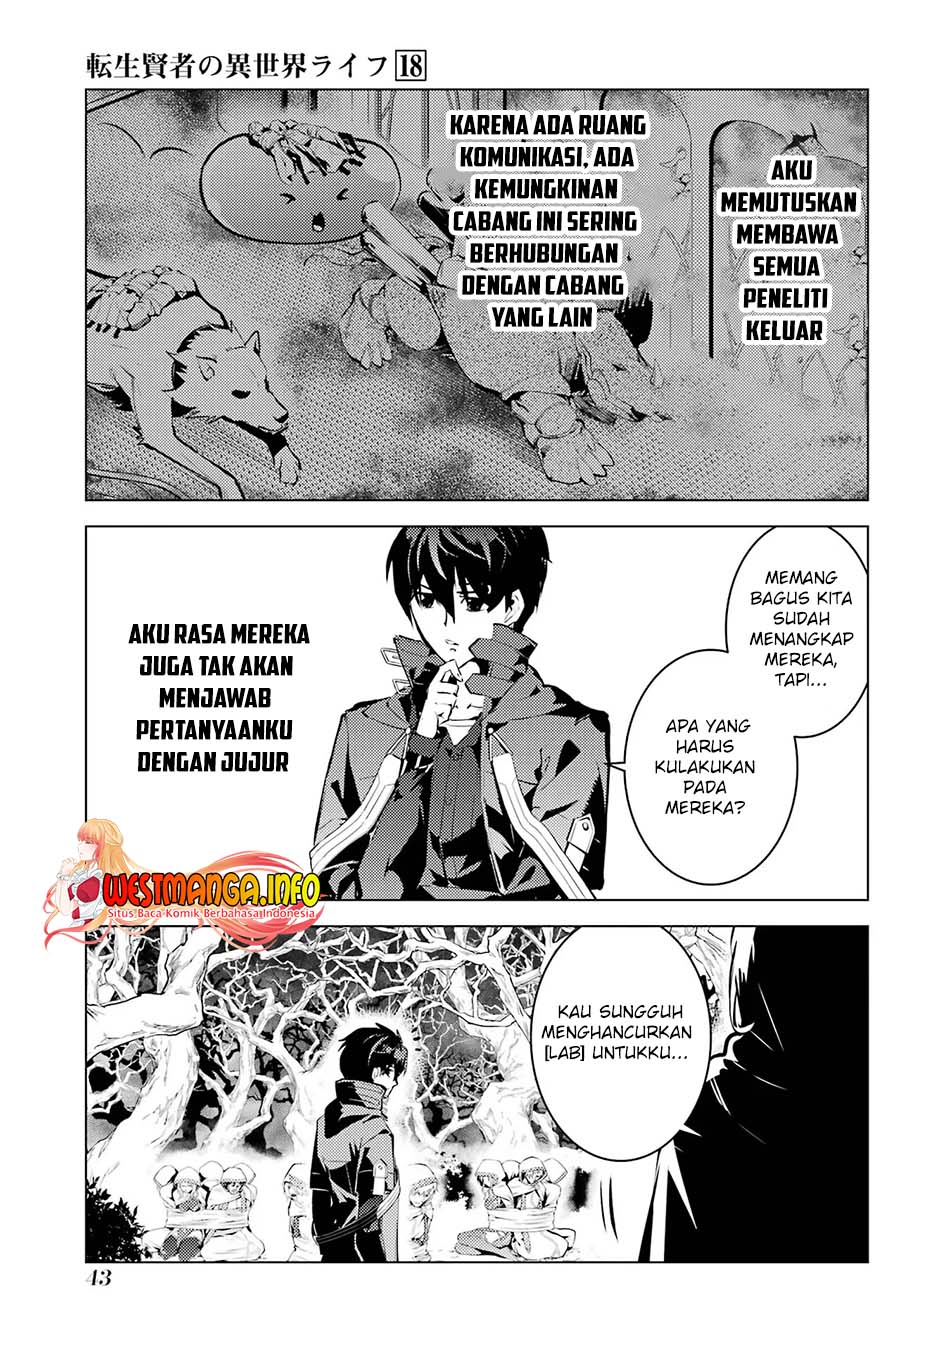 転生賢者の異世界ライフ 18
AKU
MEMUTUSKAN
MEMBAWA
SEMUA
PENELITI
KELUAR
KARENA ADA RUANG
KOMUNIKASI, ADA
KEMUNGKINAN
CABANG INI SERING
BERHUBUNGAN
DENGAN CABANG
YANG LAIN
MEMANG
BAGUS KITA
SUDAH
MENANGKAP
MEREKA,
TAPI...
APA YANG
HARUS
KULAKUKAN
PADA
MEREKA?
AKU RASA MEREKA
JUGA TAK AKAN
MENJAWAB
PERTANYAANKU
DENGAN JUJUR
WESTMANGA.INFO
Situs Baca Komik Berbahasa Indonesia
KAU SUNGGUH
MENGHANCURKAN
[LAB] UNTUKKU...
43